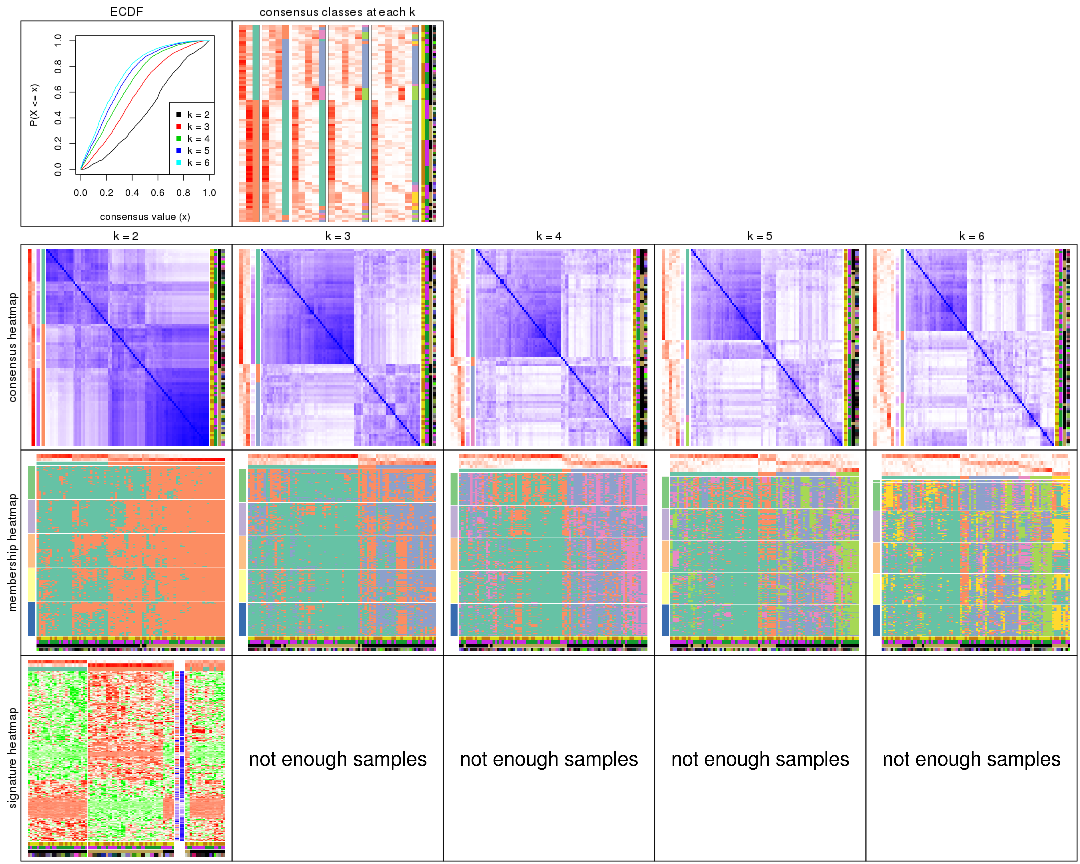 ECDF
consensus classes at each k
P(X <= x)
0.0
0.2
0.4
0.6
0.8
1.0
0.0 0.2 0.4 0.6 0.8 1.0
consensus value (x)
k = 2
k = 3
k = 4
k = 5
k = 6
k = 2
k = 3
k = 4
k = 5
k = 6
consensus heatmap
membership heatmap
signature heatmap
not enough samples
not enough samples
not enough samples
not enough samples